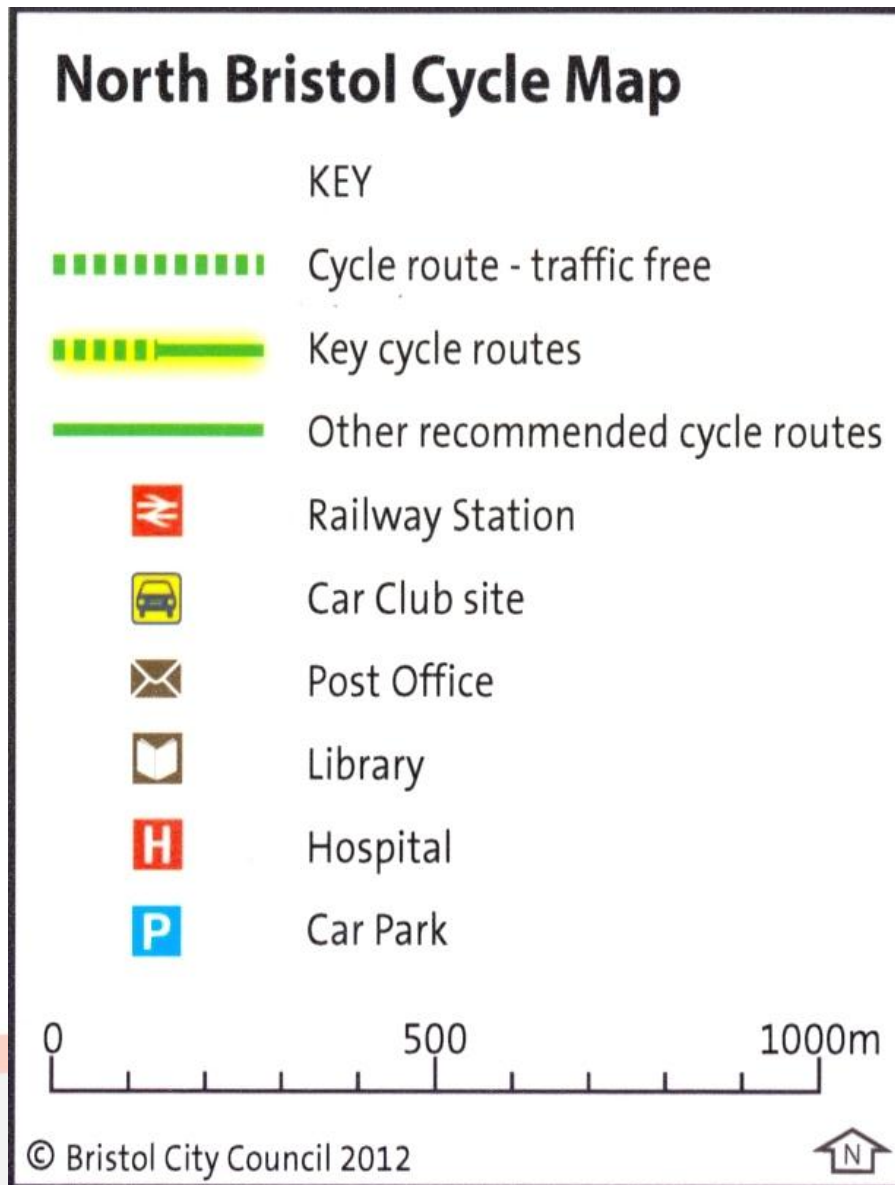 North Bristol Cycle Map
KEY
Cycle route - traffic free
Key cycle routes
Other recommended cycle routes
Railway Station
Car Club site
Post Office
Library
H Hospital
P Car Park
0 500 1000m
© Bristol City Council 2012 N